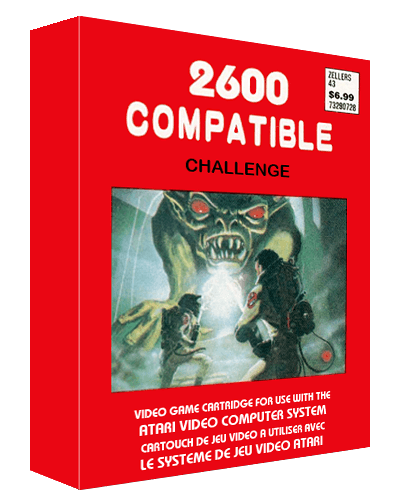 ZELLERS
43
$6.99
73290728
2600
COMPATIBLE
CHALLENGE
VIDEO GAME CARTRIDGE FOR USE WITH THE
ATARI VIDEO COMPUTER SYSTEM
CARTOUCH DE JEU VIDEO A UTILISER AVEC
LE SYSTEME DE JEU VIDEO ATARI